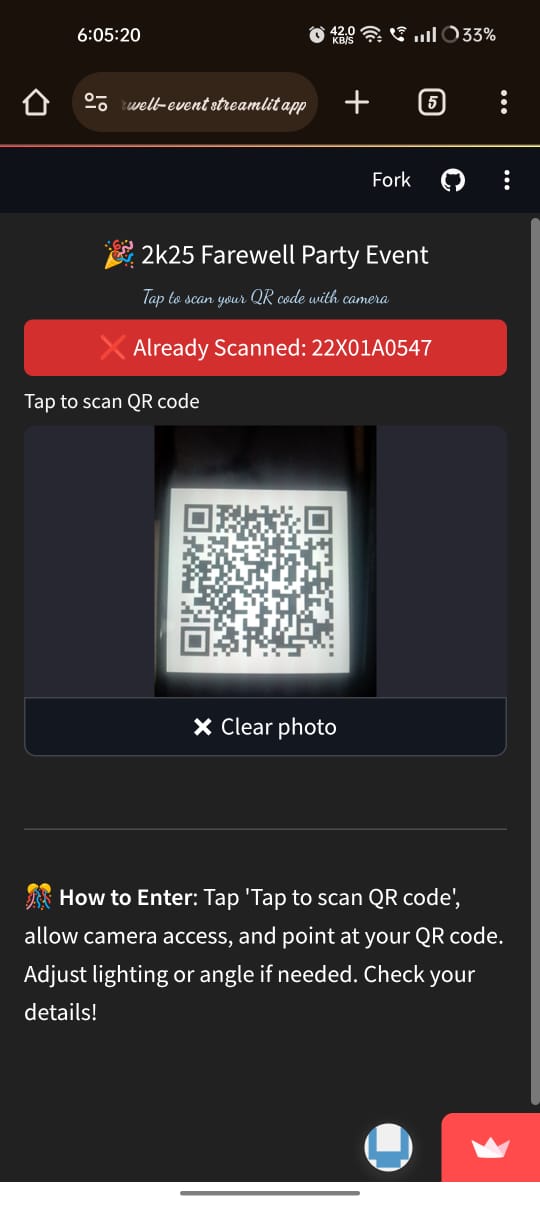 6:05:20
42.0
KB/S
33%
well-event.streamlit.app
5
Fork
🎉 2k25 Farewell Party Event
Tap to scan your QR code with camera
❌ Already Scanned: 22X01A0547
Tap to scan QR code
✖ Clear photo
🎊 How to Enter: Tap 'Tap to scan QR code',
allow camera access, and point at your QR code.
Adjust lighting or angle if needed. Check your
details!